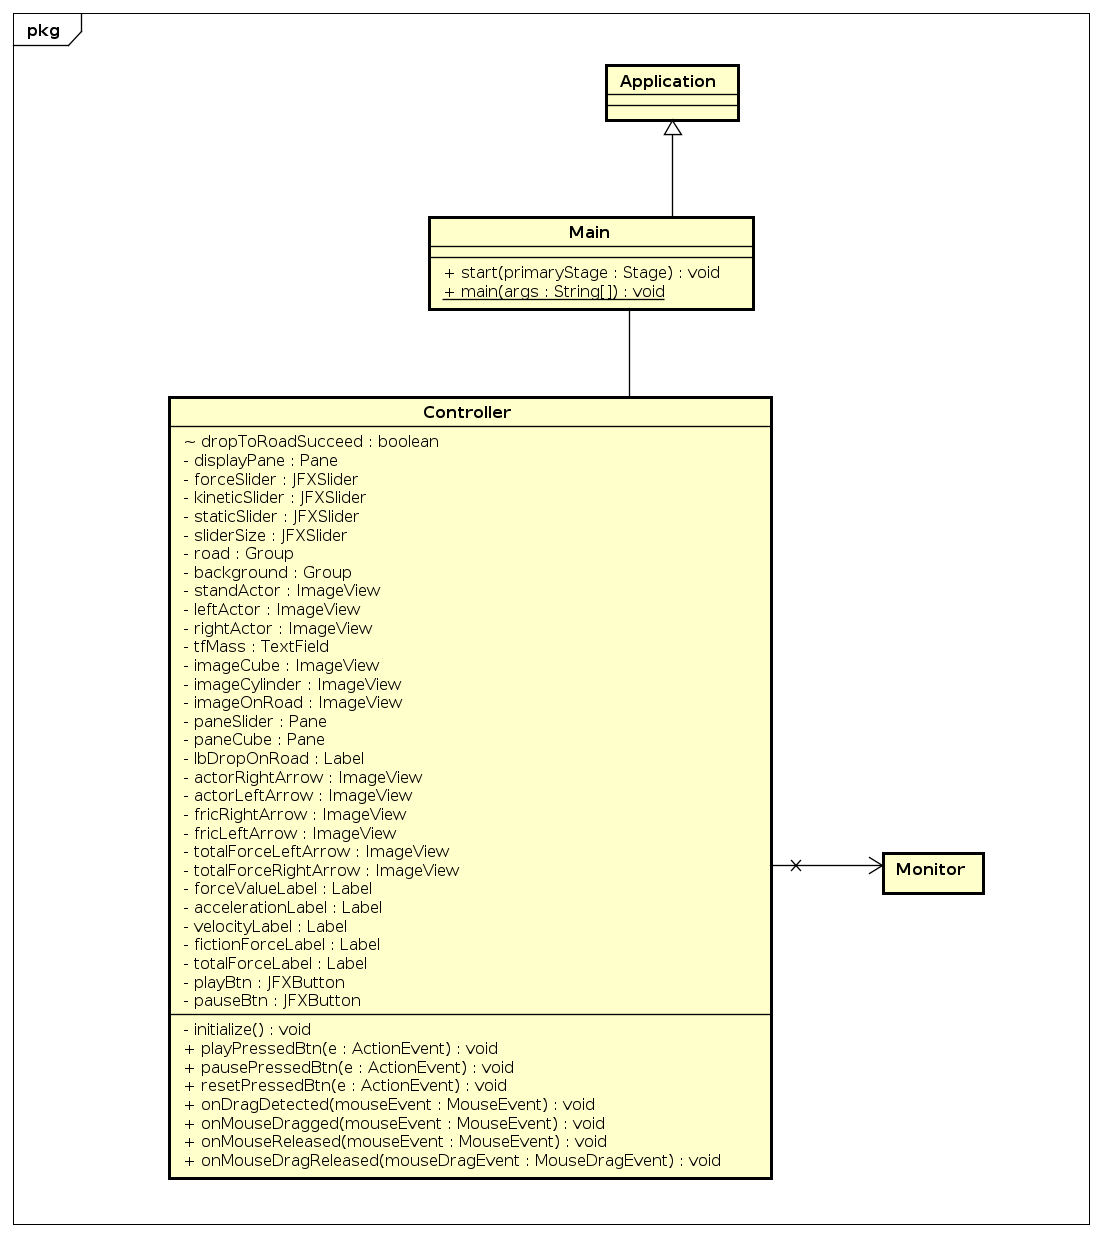 pkg
Application
Main
+ start(primaryStage : Stage) : void
+ main(args : String[]) : void
Controller
~ dropToRoadSucceed : boolean
- displayPane : Pane
- forceSlider : JFXSlider
- kineticSlider : JFXSlider
- staticSlider : JFXSlider
- sliderSize : JFXSlider
- road : Group
- background : Group
- standActor : ImageView
- leftActor : ImageView
- rightActor : ImageView
- tfMass : TextField
- imageCube : ImageView
- imageCylinder : ImageView
- imageOnRoad : ImageView
- paneSlider : Pane
- paneCube : Pane
- lbDropOnRoad : Label
- actorRightArrow : ImageView
- actorLeftArrow : ImageView
- fricRightArrow : ImageView
- fricLeftArrow : ImageView
- totalForceLeftArrow : ImageView
- totalForceRightArrow : ImageView
- forceValueLabel : Label
- accelerationLabel : Label
- velocityLabel : Label
- fictionForceLabel : Label
- totalForceLabel : Label
- playBtn : JFXButton
- pauseBtn : JFXButton
- initialize() : void
+ playPressedBtn(e : ActionEvent) : void
+ pausePressedBtn(e : ActionEvent) : void
+ resetPressedBtn(e : ActionEvent) : void
+ onDragDetected(mouseEvent : MouseEvent) : void
+ onMouseDragged(mouseEvent : MouseEvent) : void
+ onMouseReleased(mouseEvent : MouseEvent) : void
+ onMouseDragReleased(mouseDragEvent : MouseDragEvent) : void
Monitor